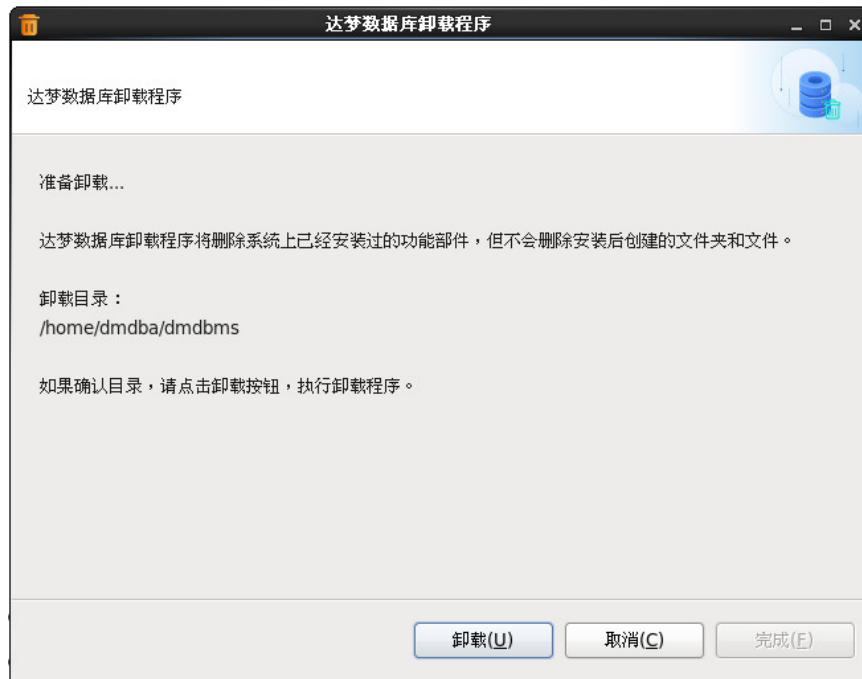 达梦数据库卸载程序
达梦数据库卸载程序
准备卸载...
达梦数据库卸载程序将删除系统上已经安装过的功能部件，但不会删除安装后创建的文件夹和文件。
卸载目录：
/home/dmdba/dmdbms
如果确认目录，请点击卸载按钮，执行卸载程序。
卸载(U) 取消(C) 完成(F)